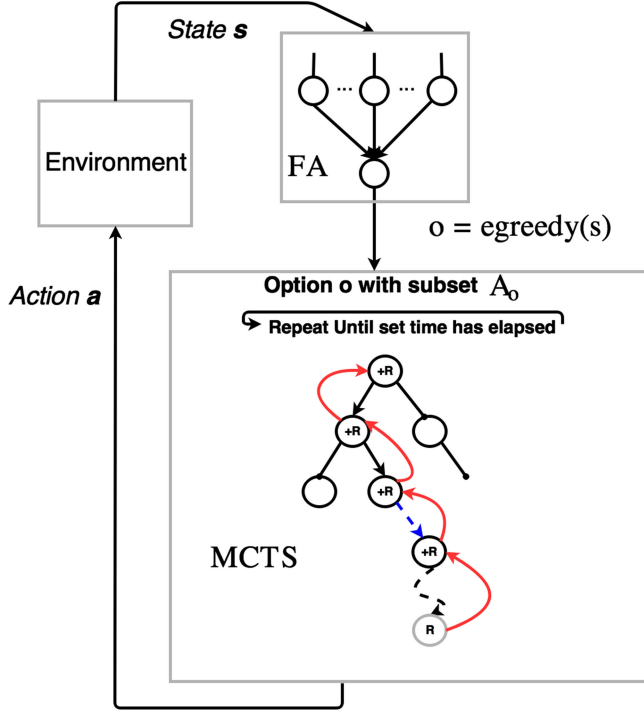 State s
... ...
Environment
FA
o = egreedy(s)
Action a
Option o with subset Aₒ
Repeat Until set time has elapsed
+R
+R
+R
+R
MCTS
R